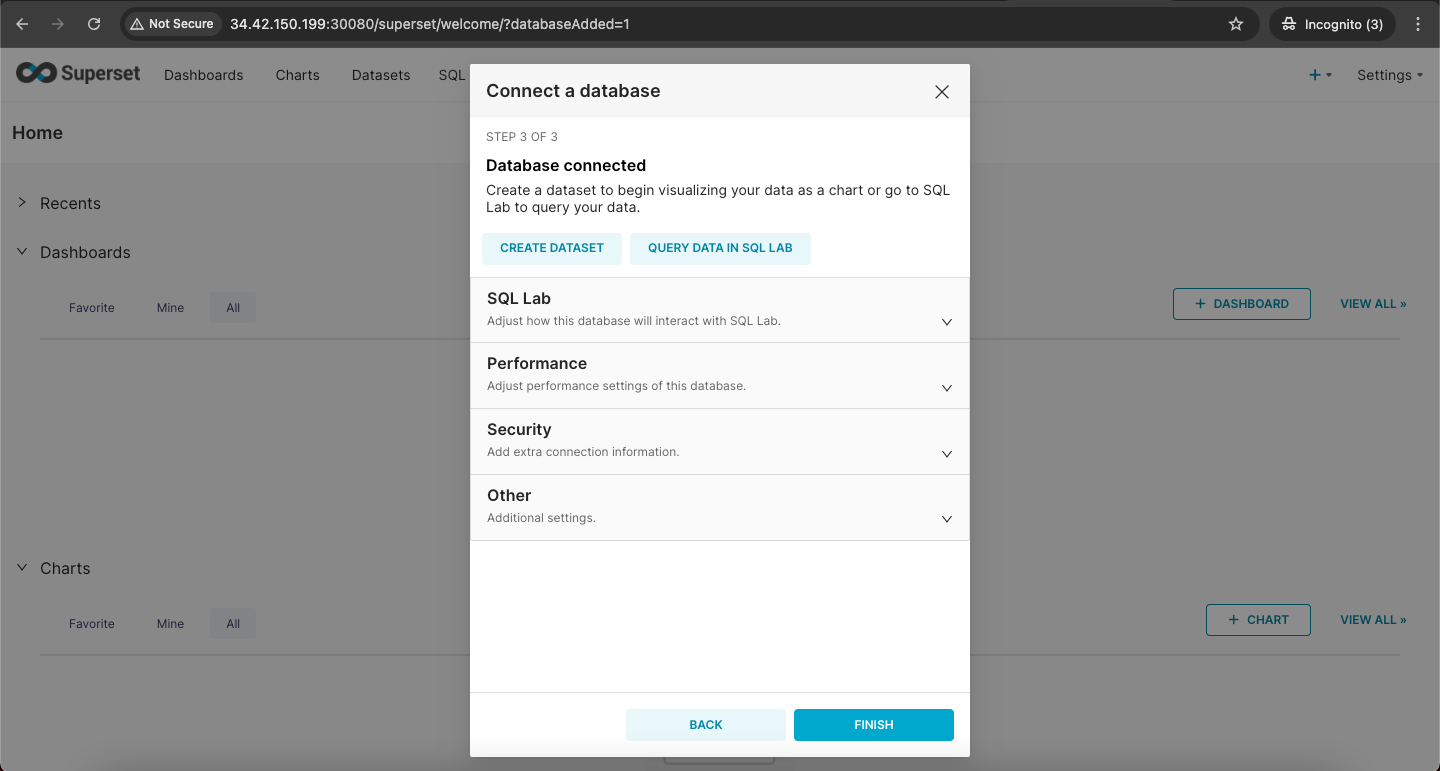 Not Secure 34.42.150.199:30080/superset/welcome/?databaseAdded=1 Incognito (3)
Superset Dashboards Charts Datasets SQL + Settings
Connect a database
Home
STEP 3 OF 3
Database connected
Create a dataset to begin visualizing your data as a chart or go to SQL
Lab to query your data.
Recents
CREATE DATASET QUERY DATA IN SQL LAB
Dashboards
SQL Lab
Adjust how this database will interact with SQL Lab.
Favorite Mine All + DASHBOARD VIEW ALL »
Performance
Adjust performance settings of this database.
Security
Add extra connection information.
Other
Additional settings.
Charts
Favorite Mine All + CHART VIEW ALL »
BACK FINISH